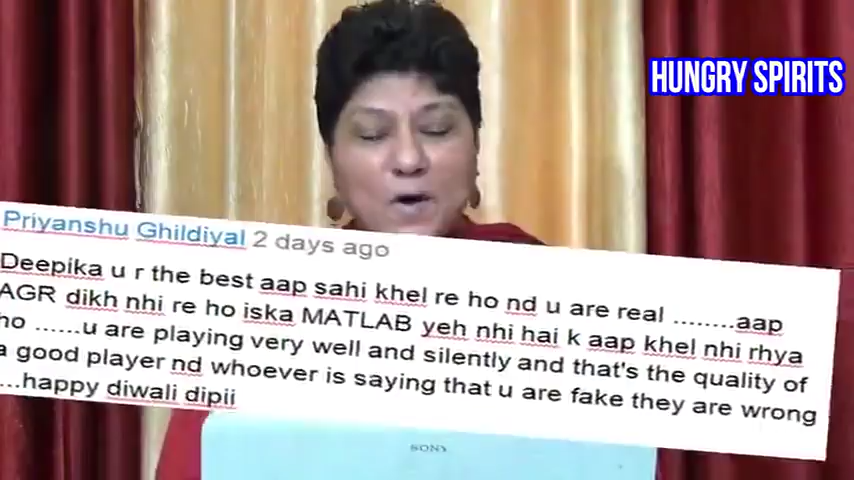 HUNGRY SPIRITS
Priyanshu Ghildiyal 2 days ago
Deepika u r the best aap sahi khel re ho nd u are real ........aap
AGR dikh nhi re ho iska MATLAB yeh nhi hai k aap khel nhi rhya
ho ......u are playing very well and silently and that's the quality of
a good player nd whoever is saying that u are fake they are wrong
...happy diwali dipii
SONY